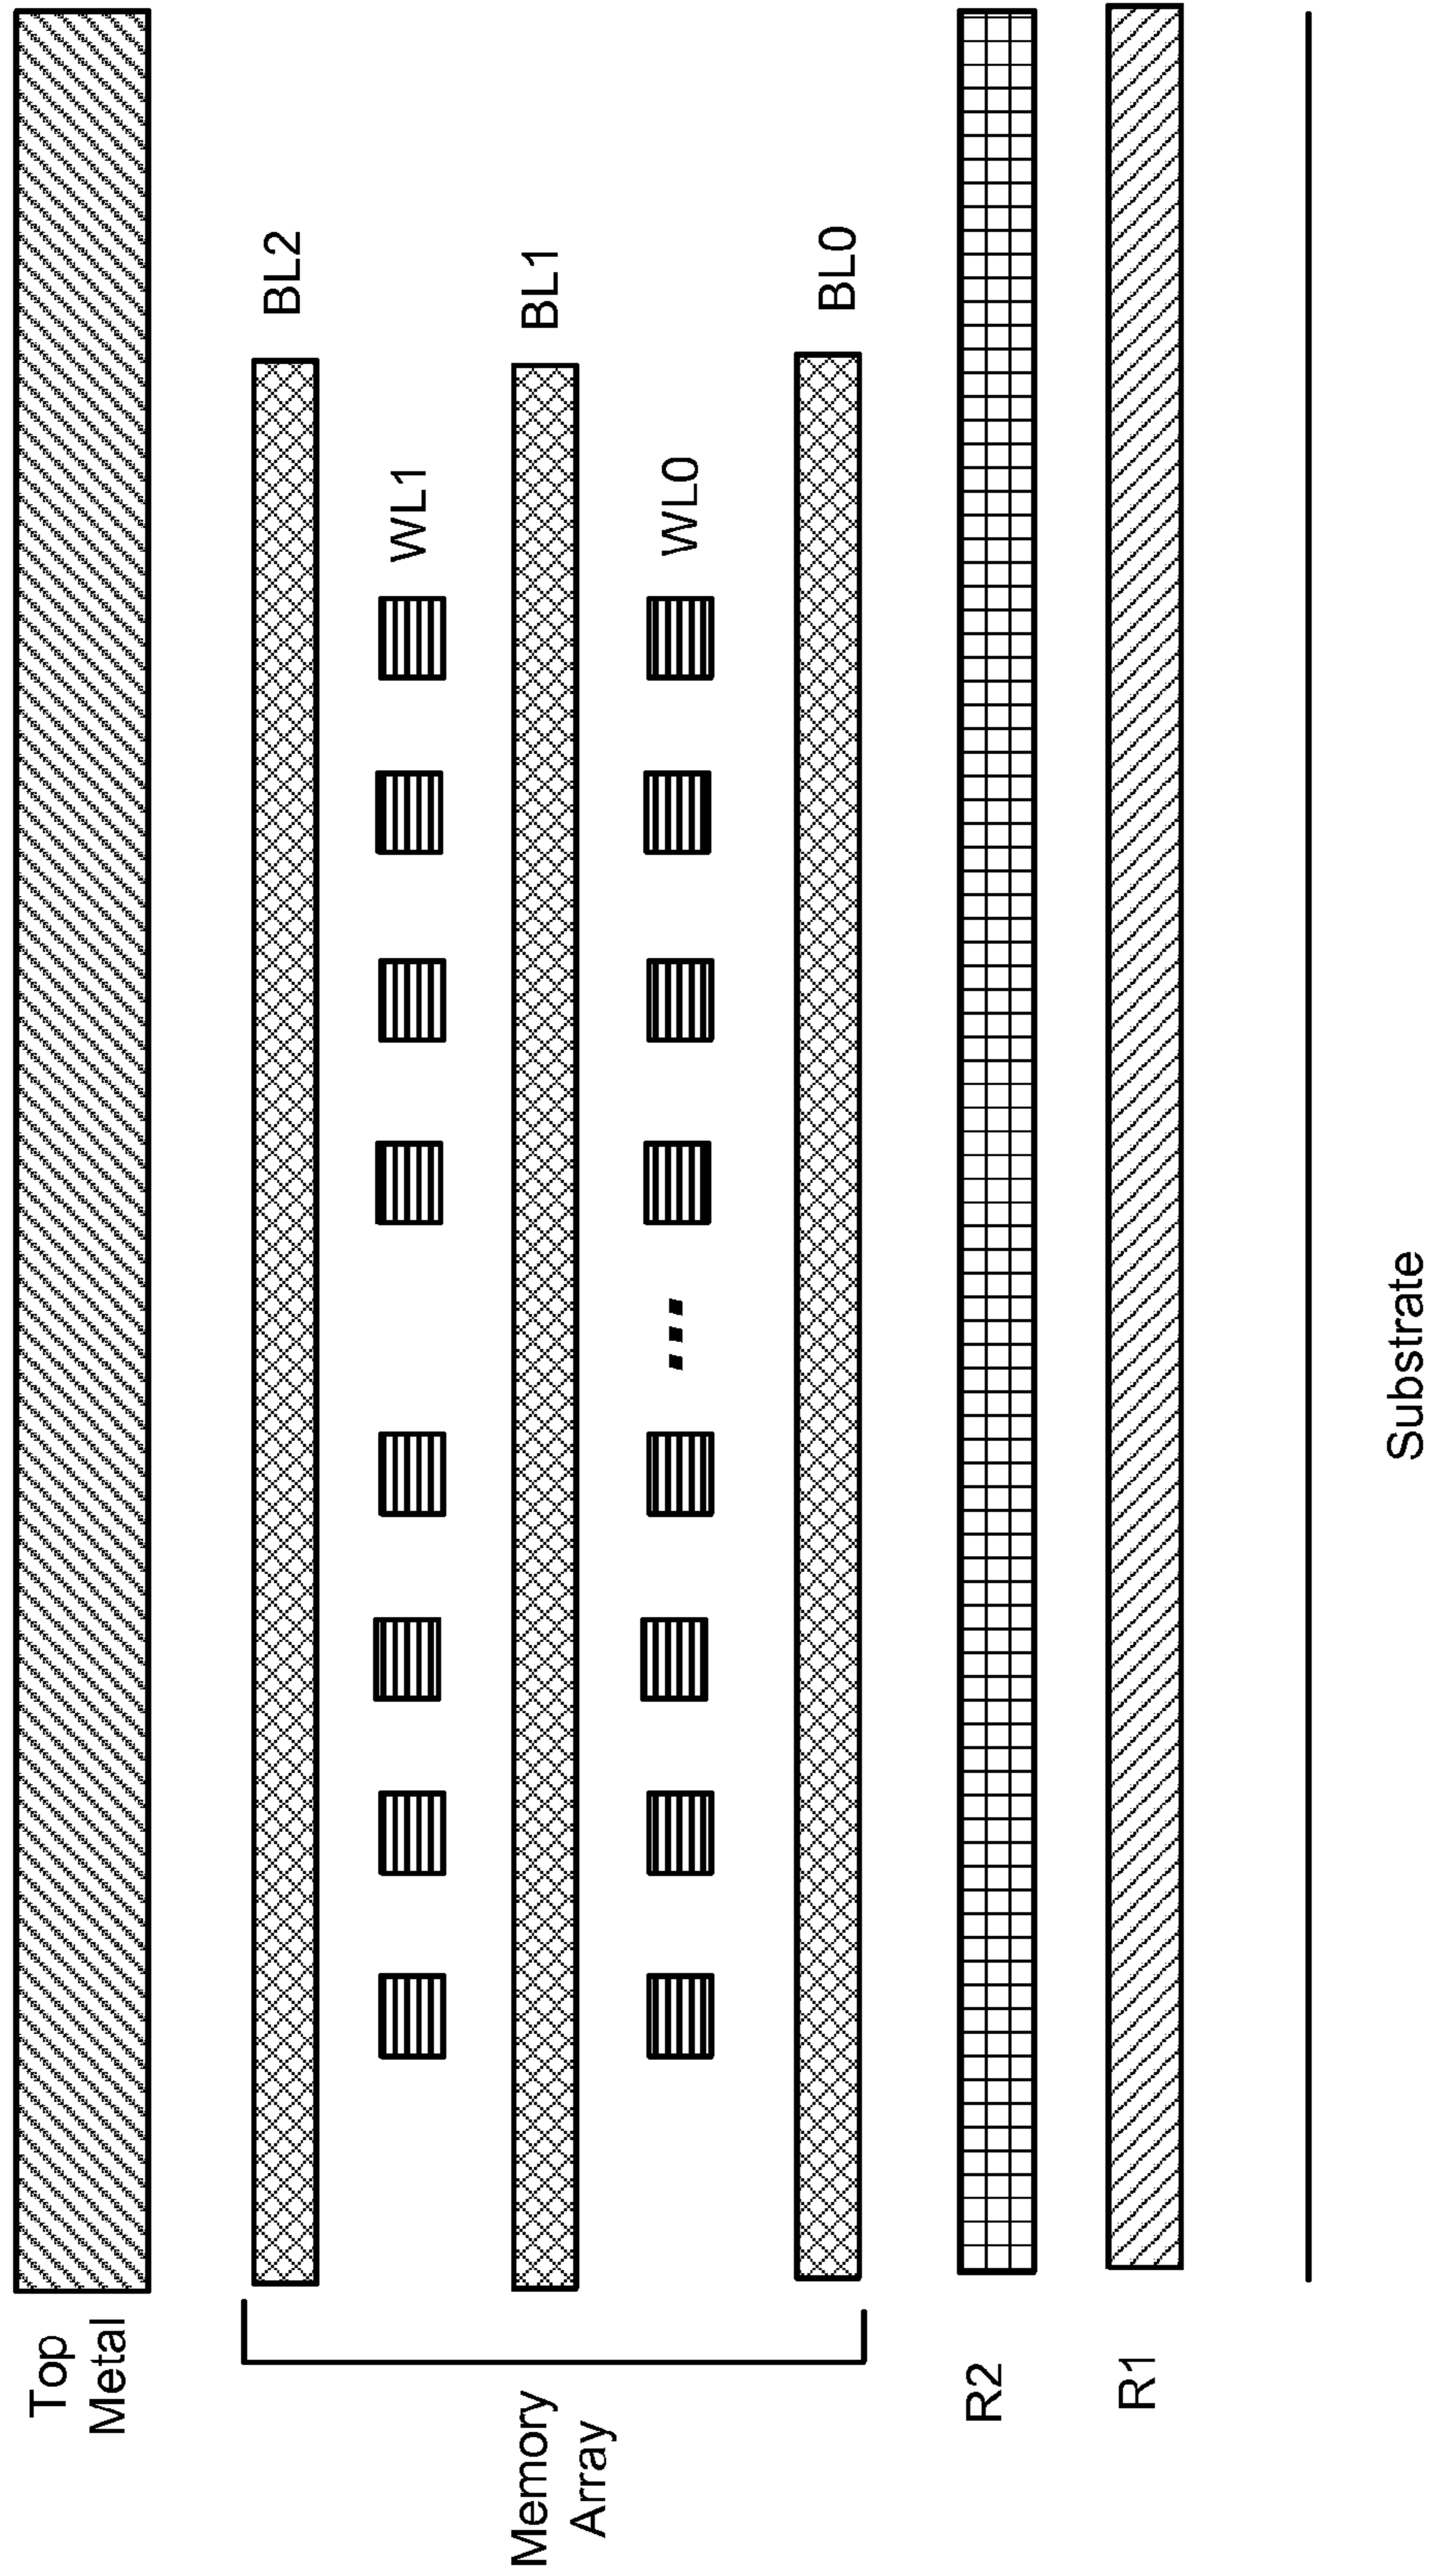 Top
Metal
BL2
WL1
BL1
Memory
Array
WL0
...
BL0
R2
R1
Substrate